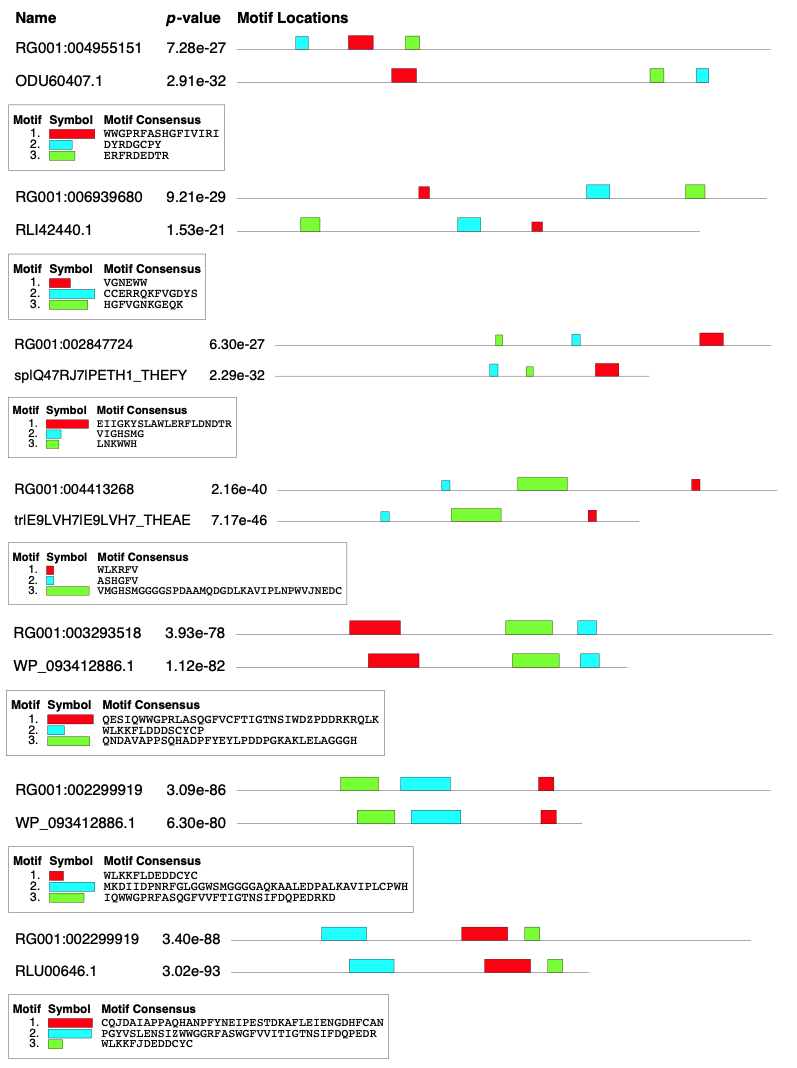 Name p-value Motif Locations
RG001:004955151 7.28e-27
ODU60407.1 2.91e-32
Motif Symbol Motif Consensus
1. WWGPRFASHGFIVIRI
2. DYRDGCPY
3. ERFRDEDTR
RG001:006939680 9.21e-29
RLI42440.1 1.53e-21
Motif Symbol Motif Consensus
1. VGNEWW
2. CCERRQKFVGDYS
3. HGFVGNKGEQK
RG001:002847724 6.30e-27
splQ47RJ7lPETH1_THEFY 2.29e-32
Motif Symbol Motif Consensus
1. EIIGKYSLAWLERFLDNDTR
2. VIGHSMG
3. LNKWWH
RG001:004413268 2.16e-40
trlE9LVH7lE9LVH7_THEAE 7.17e-46
Motif Symbol Motif Consensus
1. WLKRFV
2. ASHGFV
3. VMGHSMGGGGSPDAAMQDGDLKAVIPLNPWVJNEDC
RG001:003293518 3.93e-78
WP_093412886.1 1.12e-82
Motif Symbol Motif Consensus
1. QESIQWWGPRLASQGFVCFTIGTNSIWDZPDDRKRQLK
2. WLKKFLDDDSCYCP
3. QNDAVAPPSQHADPFYEYLPDDPGKAKLELAGGGH
RG001:002299919 3.09e-86
WP_093412886.1 6.30e-80
Motif Symbol Motif Consensus
1. WLKKFLDEDDCYC
2. MKDIIDPNRFGLGGWSMGGGGAQKAALEDPALKAVIPLCPWH
3. IQWWGPRFASQGFVVFTIGTNSIFDQPEDRKD
RG001:002299919 3.40e-88
RLU00646.1 3.02e-93
Motif Symbol Motif Consensus
1. CQJDAIAPPAQHANPFYNEIPESTDKAFLEIENGDHFCAN
2. PGYVSLENSIZWWGGRFASWGFVVITIGTNSIFDQPEDR
3. WLKKFJDEDDCYC